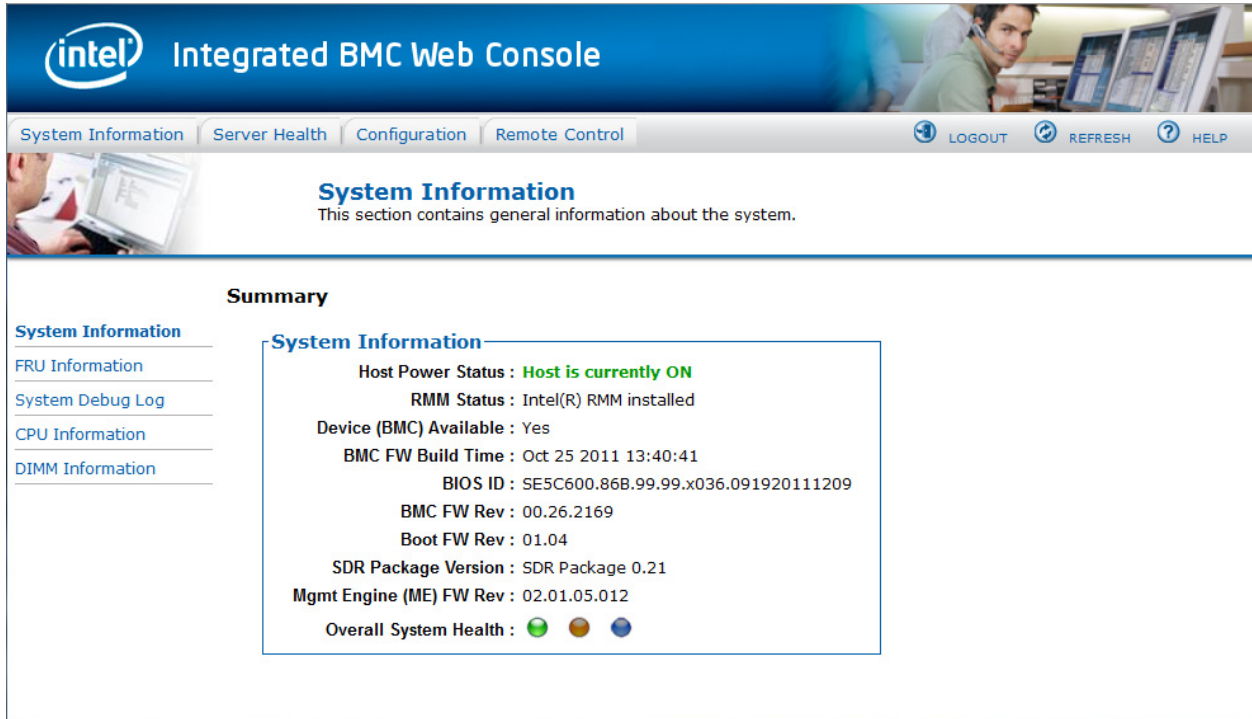 intel Integrated BMC Web Console
System Information Server Health Configuration Remote Control LOGOUT REFRESH ? HELP
System Information
This section contains general information about the system.
Summary
System Information
FRU Information
System Debug Log
CPU Information
DIMM Information
System Information
Host Power Status : Host is currently ON
RMM Status : Intel(R) RMM installed
Device (BMC) Available : Yes
BMC FW Build Time : Oct 25 2011 13:40:41
BIOS ID : SE5C600.86B.99.99.x036.091920111209
BMC FW Rev : 00.26.2169
Boot FW Rev : 01.04
SDR Package Version : SDR Package 0.21
Mgmt Engine (ME) FW Rev : 02.01.05.012
Overall System Health :